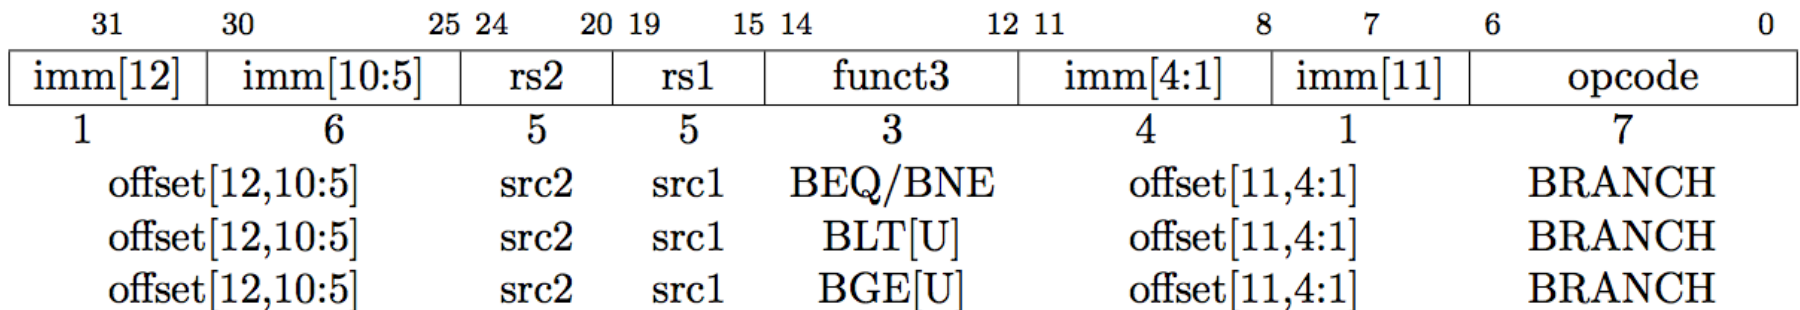 31 30 25 24 20 19 15 14 12 11 8 7 6 0
imm[12] imm[10:5] rs2 rs1 funct3 imm[4:1] imm[11] opcode
1 6 5 5 3 4 1 7
offset[12,10:5] src2 src1 BEQ/BNE offset[11,4:1] BRANCH
offset[12,10:5] src2 src1 BLT[U] offset[11,4:1] BRANCH
offset[12,10:5] src2 src1 BGE[U] offset[11,4:1] BRANCH